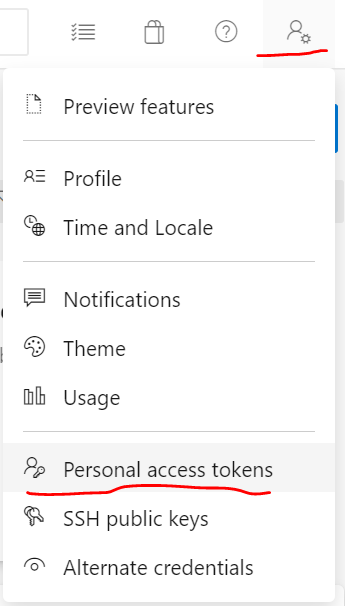 Preview features
Profile
Time and Locale
Notifications
Theme
Usage
Personal access tokens
SSH public keys
Alternate credentials